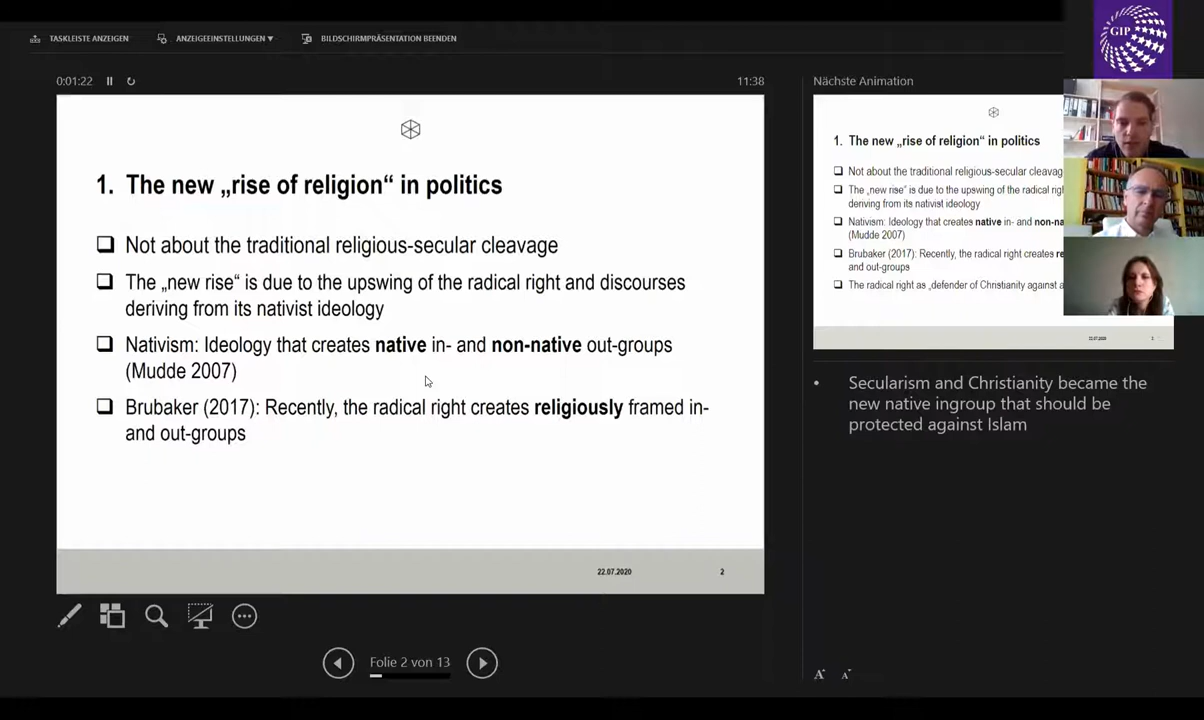 TASKLEISTE ANZEIGEN
ANZEIGEEINSTELLUNGEN ▼
BILDSCHIRMPRÄSENTATION BEENDEN
GIP
0:01:22
11:38
Nächste Animation
1. The new „rise of religion“ in politics
❑ Not about the traditional religious-secular cleavage
❑ The „new rise“ is due to the upswing of the radical right and discourses
deriving from its nativist ideology
❑ Nativism: Ideology that creates native in- and non-native out-groups
(Mudde 2007)
❑ Brubaker (2017): Recently, the radical right creates religiously framed in-
and out-groups
22.07.2020
2
1. The new „rise of religion“ in politics
❑ Not about the traditional religious-secular cleavag
❑ The „new rise“ is due to the upswing of the radical rig
deriving from its nativist ideology
❑ Nativism: Ideology that creates native in- and non-na
(Mudde 2007)
❑ Brubaker (2017): Recently, the radical right creates re
and out-groups
❑ The radical right as „defender of Christianity against a
22.07.2020
• Secularism and Christianity became the
new native ingroup that should be
protected against Islam
Folie 2 von 13
A A